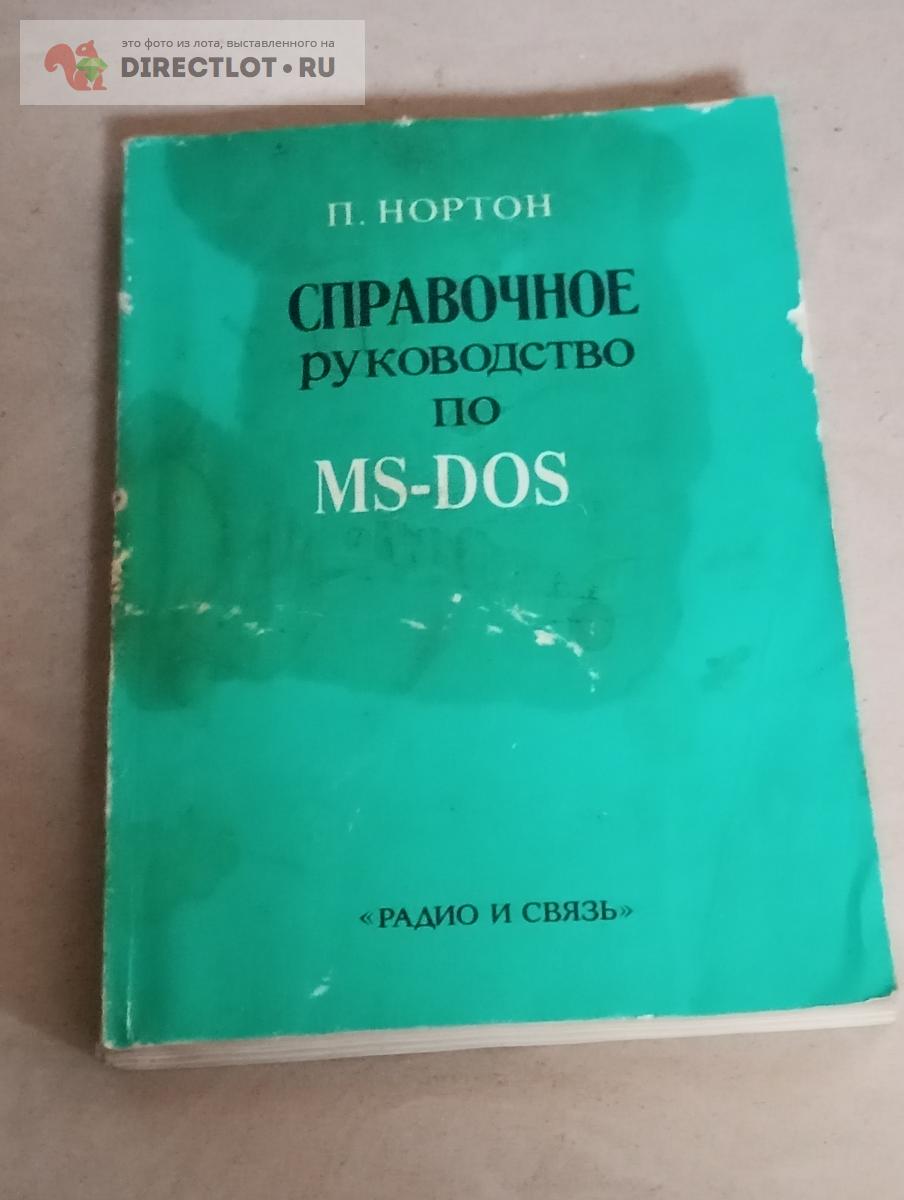 это фото из лота, выставленного на
DIRECTLOT•RU
П. НОРТОН
СПРАВОЧНОЕ
РУКОВОДСТВО
ПО
MS-DOS
«РАДИО И СВЯЗЬ»